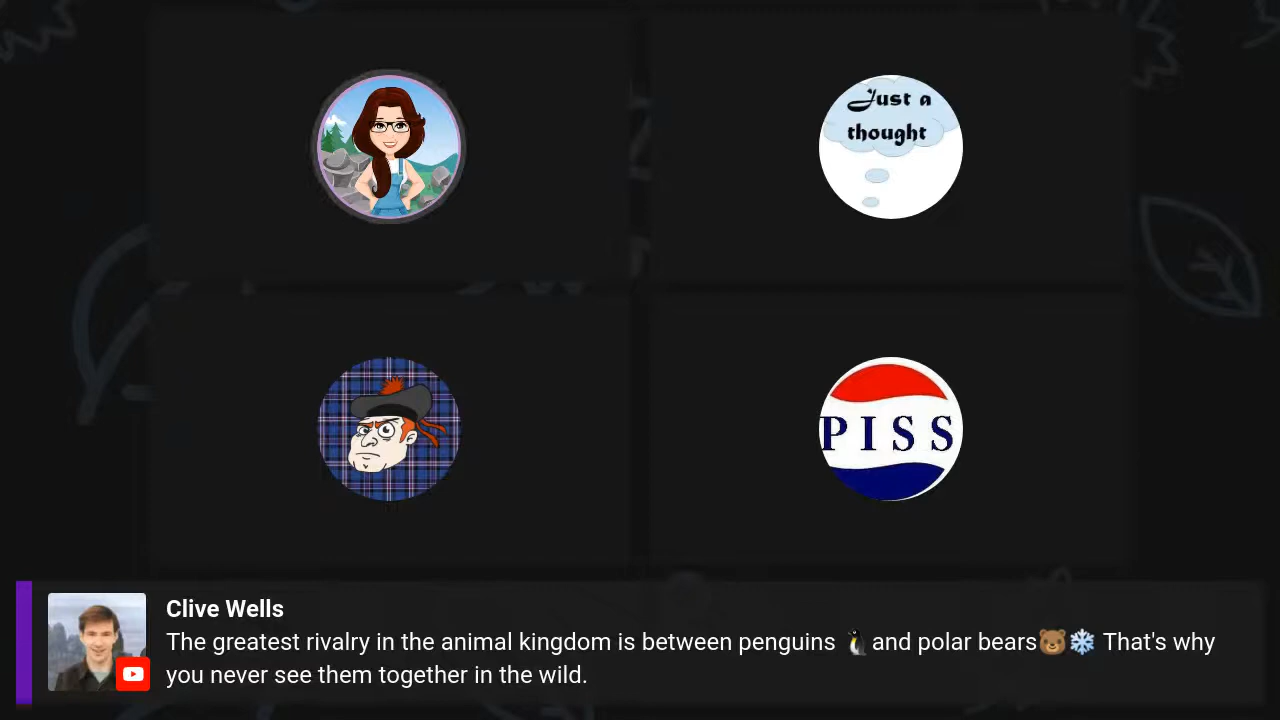 Just a
thought
PISS
Clive Wells
The greatest rivalry in the animal kingdom is between penguins 🐧and polar bears🐻❄️ That's why
you never see them together in the wild.